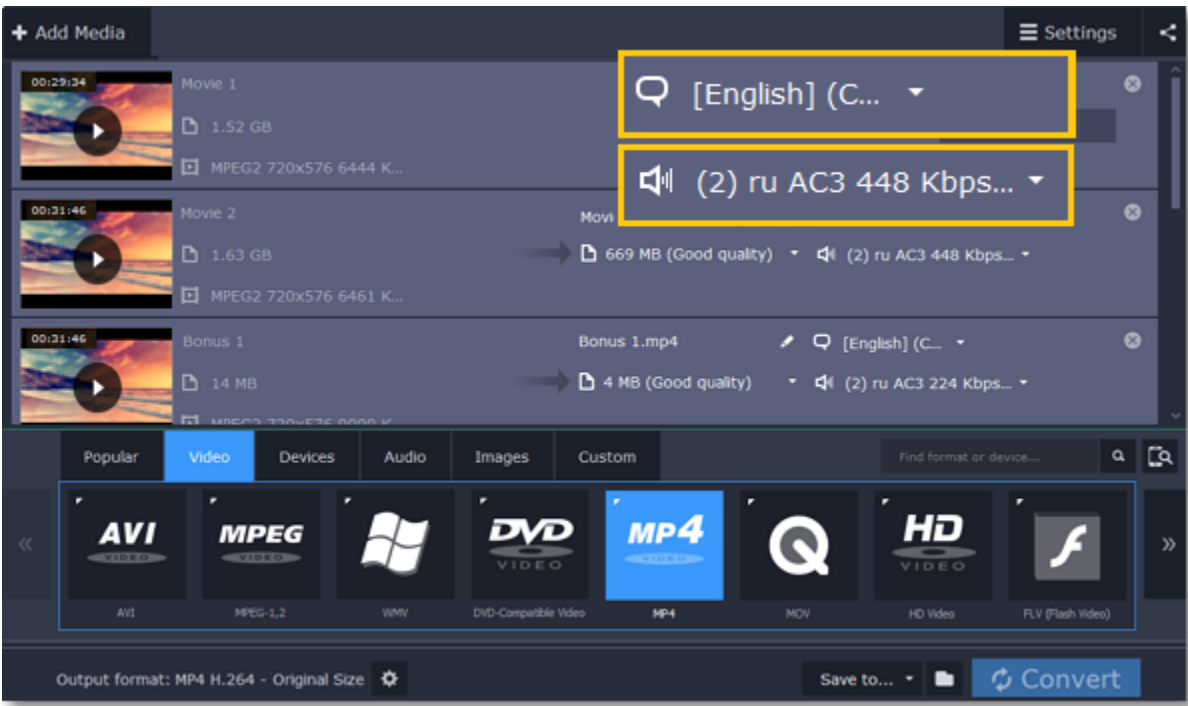 Add Media
Settings
00:29:34
Movie 1
1.52 GB
MPEG2 720x576 6444 K...
[English] (C...
(2) ru AC3 448 Kbps...
00:31:46
Movie 2
1.63 GB
MPEG2 720x576 6461 K...
Movi
669 MB (Good quality)
(2) ru AC3 448 Kbps...
00:31:46
Bonus 1
14 MB
Bonus 1.mp4
[English] (C...
4 MB (Good quality)
(2) ru AC3 224 Kbps...
Popular
Video
Devices
Audio
Images
Custom
Find format or device...
AVI
VIDEO
MPEG
VIDEO
DVD
VIDEO
MP4
VIDEO
HD
VIDEO
AVI
MPEG-1,2
WMV
DVD-Compatible Video
MP4
MOV
HD Video
FLV (Flash Video)
Output format: MP4 H.264 - Original Size
Save to...
Convert